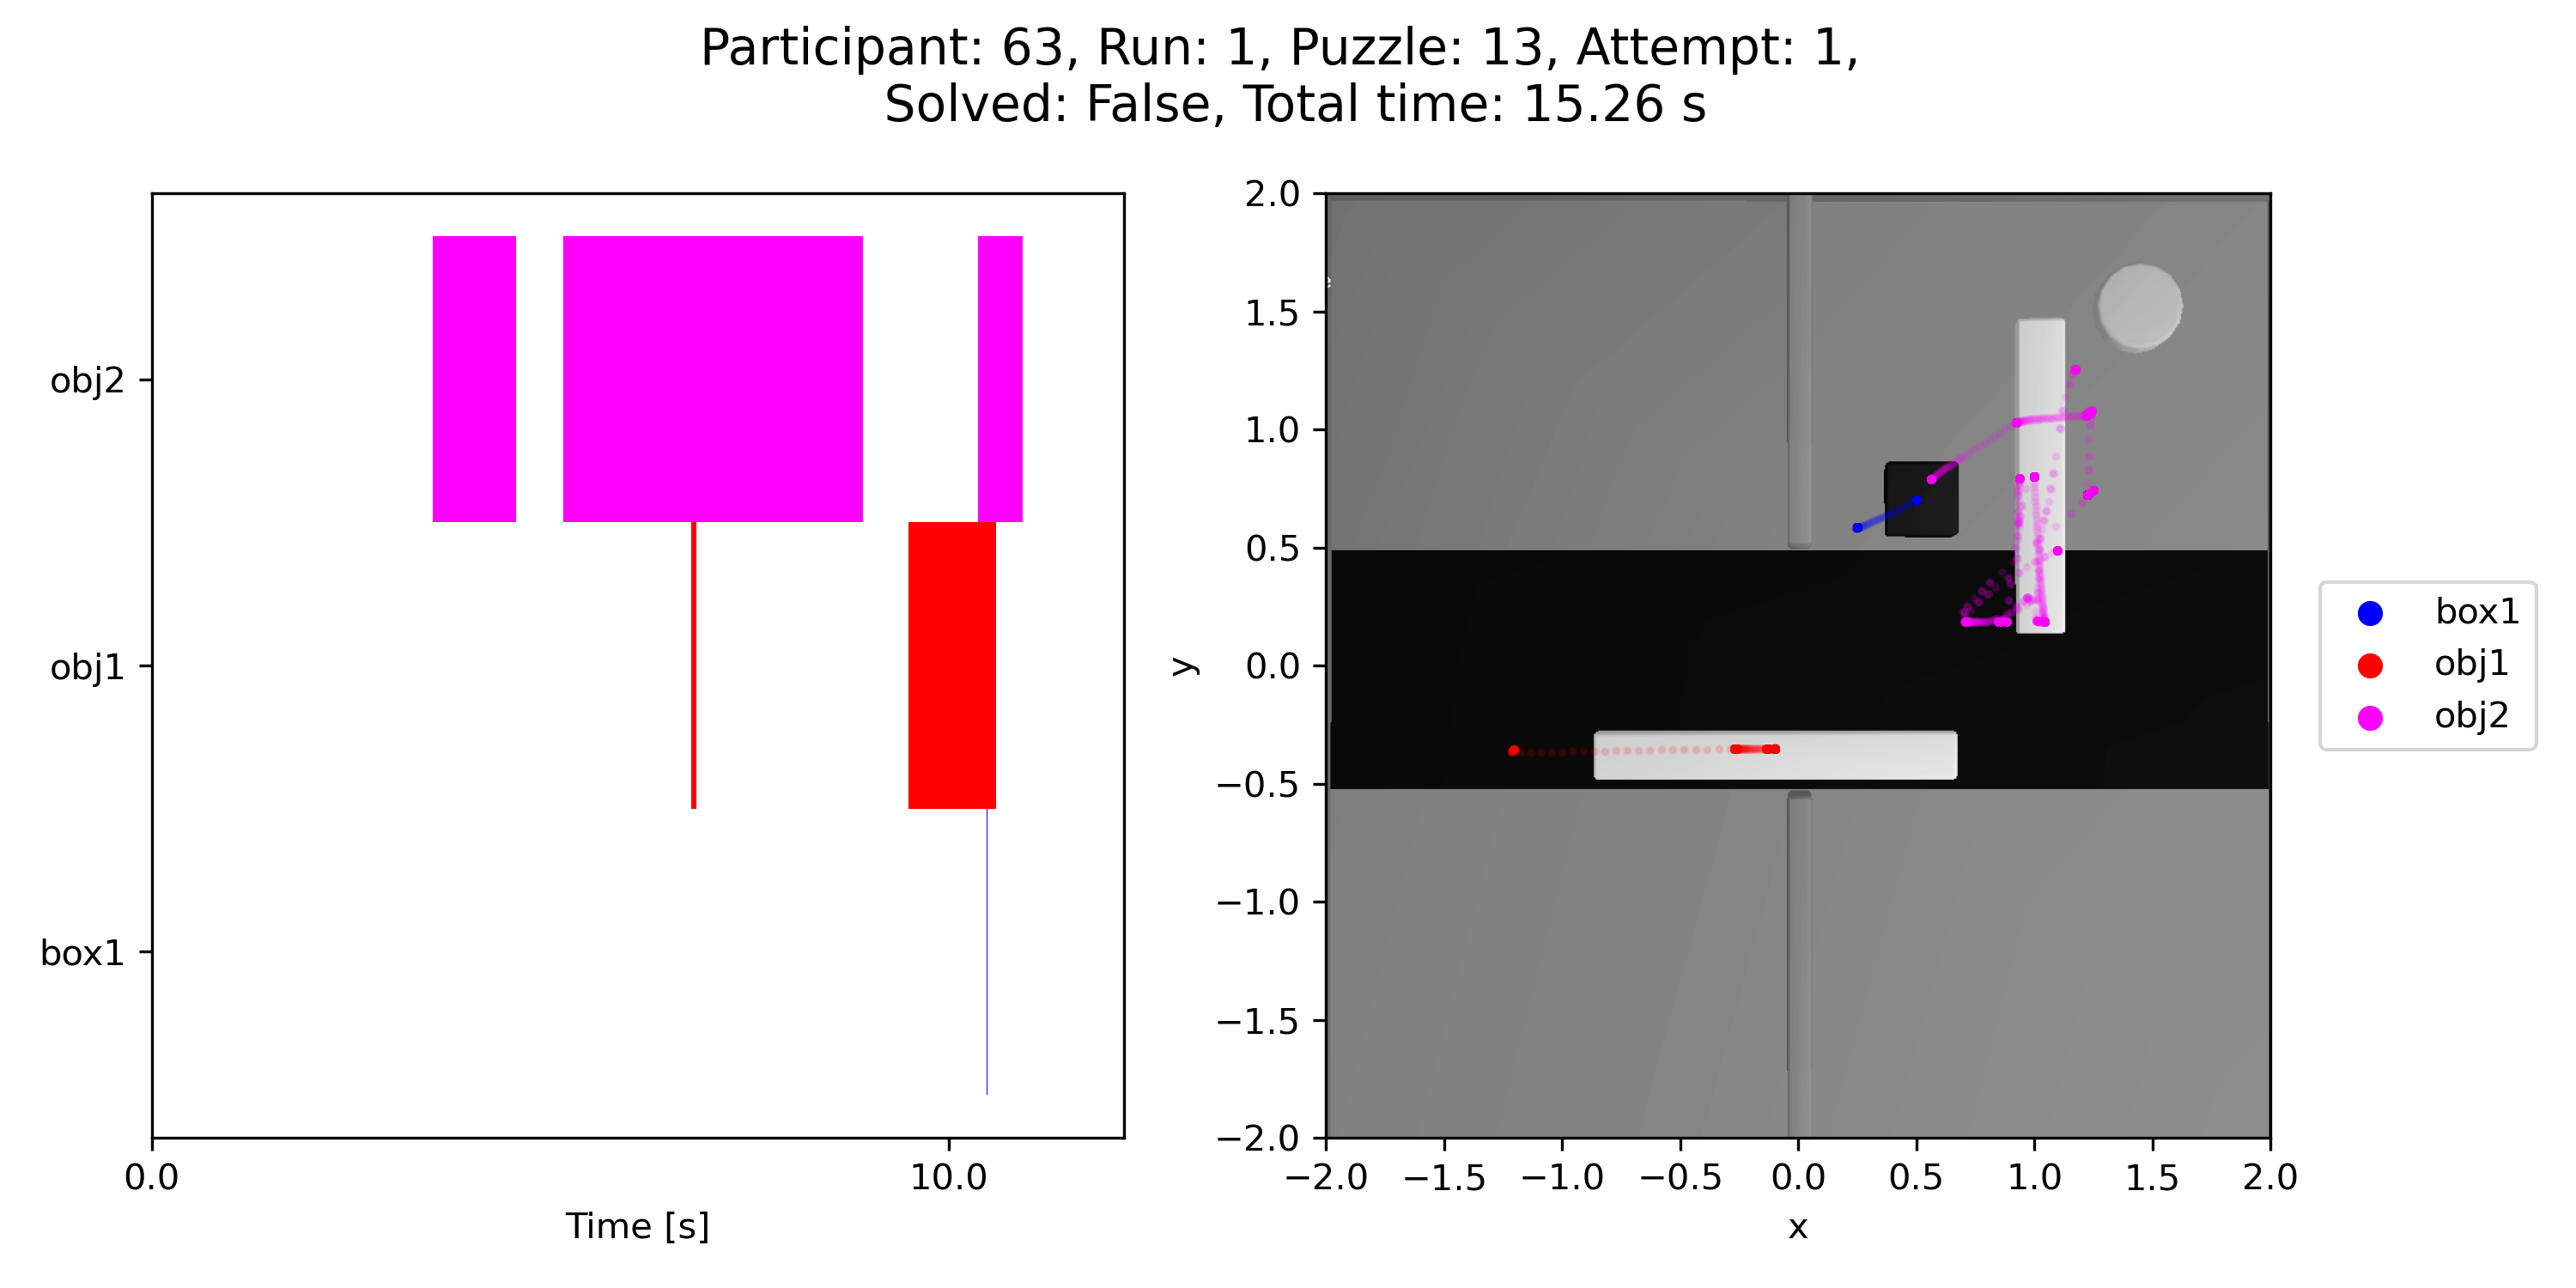 Participant: 63, Run: 1, Puzzle: 13, Attempt: 1,
Solved: False, Total time: 15.26 s
obj2
obj1
box1
0.0
10.0
Time [s]
2.0
1.5
1.0
0.5
0.0
−0.5
−1.0
−1.5
−2.0
y
−2.0
−1.5
−1.0
−0.5
0.0
0.5
1.0
1.5
2.0
x
box1
obj1
obj2